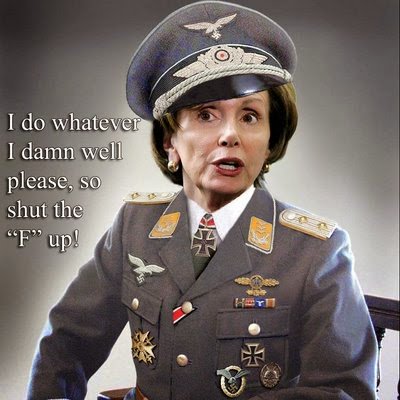 I do whatever
I damn well
please, so
shut the
“F” up!